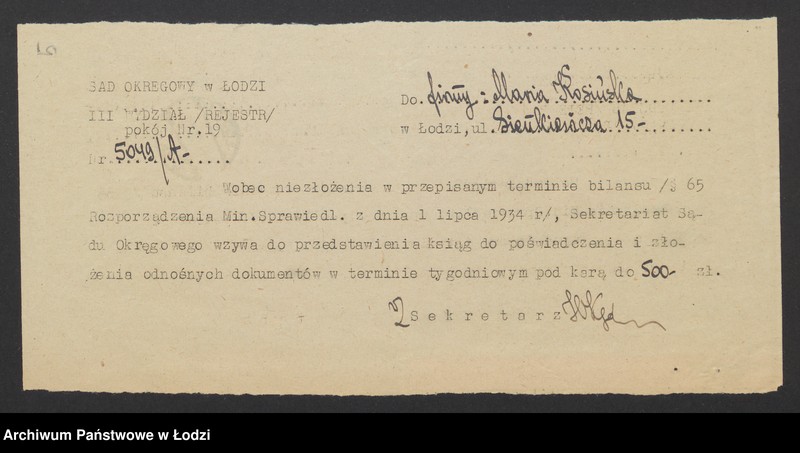 SĄD OKRĘGOWY w ŁODZI
III WYDZIAŁ /REJESTR/
pokój Nr.19
Nr. 5049/A-
Do firmy: Maria Kosińska
w Łodzi, ul. Sienkiewicza 15-
Wobec niezłożenia w przepisanym terminie bilansu /§ 65
Rozporządzenia Min.Sprawiedl. z dnia 1 lipca 1934 r/, Sekretariat Są-
du Okręgowego wzywa do przedstawienia ksiąg do poświadczenia i zło-
żenia odnośnych dokumentów w terminie tygodniowym pod karą do 500- zł.
Sekretarz
Archiwum Państwowe w Łodzi